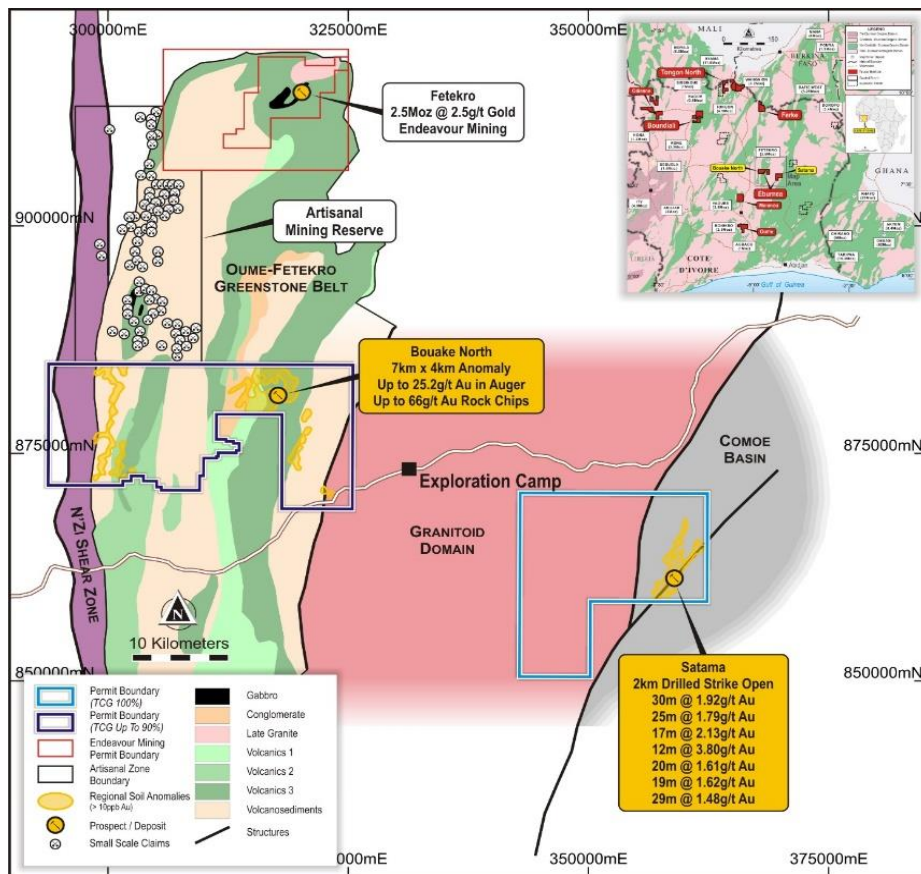 300000mE
325000mE
350000mE
MALI
BURKINA
FASO
Kilometres
Tongon North
Ferke
Boundiali
Bouake North
Satama
Eburnea
GHANA
COTE
D'IVOIRE
Abidjan
Gulf of Guinea
Fetekro
2.5Moz @ 2.5g/t Gold
Endeavour Mining
900000mN
Artisanal
Mining Reserve
OUME-FETEKRO
GREENSTONE BELT
Bouake North
7km x 4km Anomaly
Up to 25.2g/t Au in Auger
Up to 66g/t Au Rock Chips
875000mN
875000mN
COMOE
BASIN
Exploration Camp
GRANITOID
DOMAIN
N'ZI SHEAR ZONE
N
10 Kilometers
850000mN
850000mN
Satama
2km Drilled Strike Open
30m @ 1.92g/t Au
25m @ 1.79g/t Au
17m @ 2.13g/t Au
12m @ 3.80g/t Au
20m @ 1.61g/t Au
19m @ 1.62g/t Au
29m @ 1.48g/t Au
Permit Boundary
(TCG 100%)
Permit Boundary
(TCG Up To 90%)
Endeavour Mining
Permit Boundary
Artisanal Zone
Boundary
Regional Soil Anomalies
(> 10ppb Au)
Prospect / Deposit
Small Scale Claims
Gabbro
Conglomerate
Late Granite
Volcanics 1
Volcanics 2
Volcanics 3
Volcanosediments
Structures
000mE
350000mE
375000mE